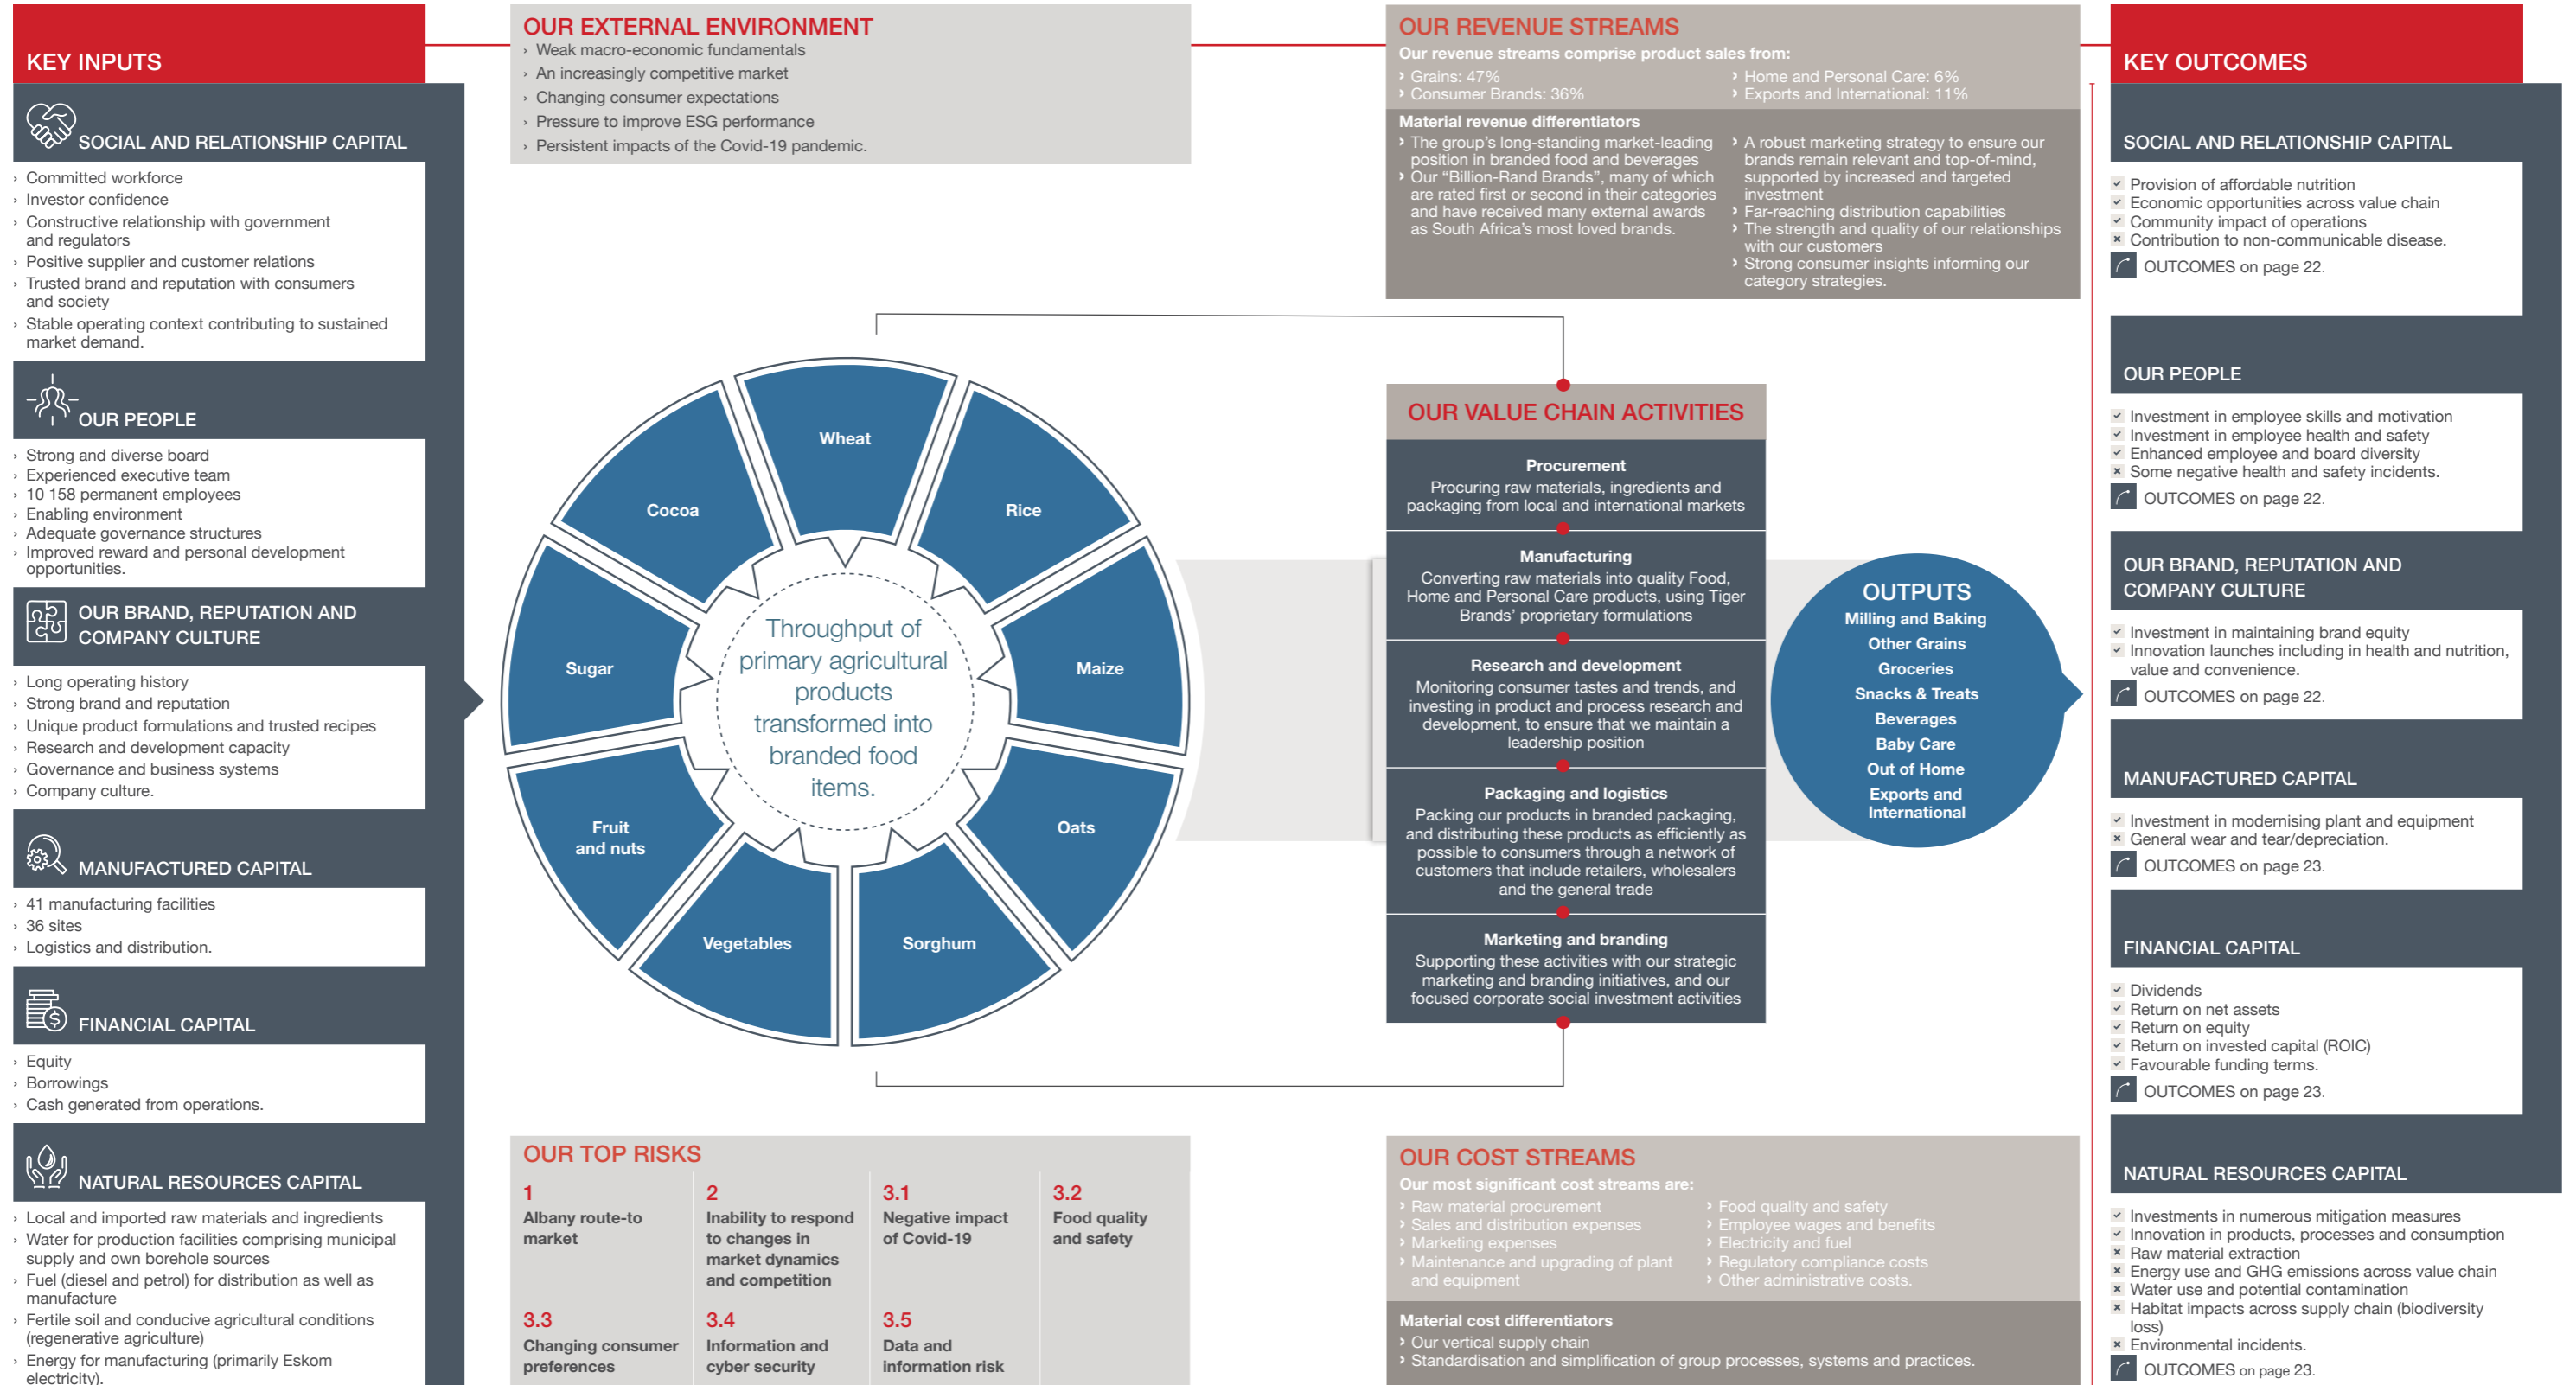 KEY INPUTS
SOCIAL AND RELATIONSHIP CAPITAL
› Committed workforce
› Investor confidence
› Constructive relationship with government
and regulators
› Positive supplier and customer relations
› Trusted brand and reputation with consumers
and society
› Stable operating context contributing to sustained
market demand.
OUR PEOPLE
› Strong and diverse board
› Experienced executive team
› 10 158 permanent employees
› Enabling environment
› Adequate governance structures
› Improved reward and personal development
opportunities.
OUR BRAND, REPUTATION AND
COMPANY CULTURE
› Long operating history
› Strong brand and reputation
› Unique product formulations and trusted recipes
› Research and development capacity
› Governance and business systems
› Company culture.
MANUFACTURED CAPITAL
› 41 manufacturing facilities
› 36 sites
› Logistics and distribution.
FINANCIAL CAPITAL
› Equity
› Borrowings
› Cash generated from operations.
NATURAL RESOURCES CAPITAL
› Local and imported raw materials and ingredients
› Water for production facilities comprising municipal
supply and own borehole sources
› Fuel (diesel and petrol) for distribution as well as
manufacture
› Fertile soil and conducive agricultural conditions
(regenerative agriculture)
› Energy for manufacturing (primarily Eskom
electricity).
OUR EXTERNAL ENVIRONMENT
› Weak macro-economic fundamentals
› An increasingly competitive market
› Changing consumer expectations
› Pressure to improve ESG performance
› Persistent impacts of the Covid-19 pandemic.
Wheat
Rice
Maize
Oats
Sorghum
Vegetables
Fruit
and nuts
Sugar
Cocoa
Throughput of
primary agricultural
products
transformed into
branded food
items.
OUR TOP RISKS
1
Albany route-to
market
2
Inability to respond
to changes in
market dynamics
and competition
3.1
Negative impact
of Covid-19
3.2
Food quality
and safety
3.3
Changing consumer
preferences
3.4
Information and
cyber security
3.5
Data and
information risk
OUR REVENUE STREAMS
Our revenue streams comprise product sales from:
› Grains: 47%
› Consumer Brands: 36%
› Home and Personal Care: 6%
› Exports and International: 11%
Material revenue differentiators
› The group's long-standing market-leading
position in branded food and beverages
› Our “Billion-Rand Brands”, many of which
are rated first or second in their categories
and have received many external awards
as South Africa's most loved brands.
› A robust marketing strategy to ensure our
brands remain relevant and top-of-mind,
supported by increased and targeted
investment
› Far-reaching distribution capabilities
› The strength and quality of our relationships
with our customers
› Strong consumer insights informing our
category strategies.
OUR VALUE CHAIN ACTIVITIES
Procurement
Procuring raw materials, ingredients and
packaging from local and international markets
Manufacturing
Converting raw materials into quality Food,
Home and Personal Care products, using Tiger
Brands' proprietary formulations
Research and development
Monitoring consumer tastes and trends, and
investing in product and process research and
development, to ensure that we maintain a
leadership position
Packaging and logistics
Packing our products in branded packaging,
and distributing these products as efficiently as
possible to consumers through a network of
customers that include retailers, wholesalers
and the general trade
Marketing and branding
Supporting these activities with our strategic
marketing and branding initiatives, and our
focused corporate social investment activities
OUTPUTS
Milling and Baking
Other Grains
Groceries
Snacks & Treats
Beverages
Baby Care
Out of Home
Exports and
International
OUR COST STREAMS
Our most significant cost streams are:
› Raw material procurement
› Sales and distribution expenses
› Marketing expenses
› Maintenance and upgrading of plant
and equipment
› Food quality and safety
› Employee wages and benefits
› Electricity and fuel
› Regulatory compliance costs
› Other administrative costs.
Material cost differentiators
› Our vertical supply chain
› Standardisation and simplification of group processes, systems and practices.
KEY OUTCOMES
SOCIAL AND RELATIONSHIP CAPITAL
Provision of affordable nutrition
Economic opportunities across value chain
Community impact of operations
Contribution to non-communicable disease.
OUTCOMES on page 22.
OUR PEOPLE
Investment in employee skills and motivation
Investment in employee health and safety
Enhanced employee and board diversity
Some negative health and safety incidents.
OUTCOMES on page 22.
OUR BRAND, REPUTATION AND
COMPANY CULTURE
Investment in maintaining brand equity
Innovation launches including in health and nutrition,
value and convenience.
OUTCOMES on page 22.
MANUFACTURED CAPITAL
Investment in modernising plant and equipment
General wear and tear/depreciation.
OUTCOMES on page 23.
FINANCIAL CAPITAL
Dividends
Return on net assets
Return on equity
Return on invested capital (ROIC)
Favourable funding terms.
OUTCOMES on page 23.
NATURAL RESOURCES CAPITAL
Investments in numerous mitigation measures
Innovation in products, processes and consumption
Raw material extraction
Energy use and GHG emissions across value chain
Water use and potential contamination
Habitat impacts across supply chain (biodiversity
loss)
Environmental incidents.
OUTCOMES on page 23.